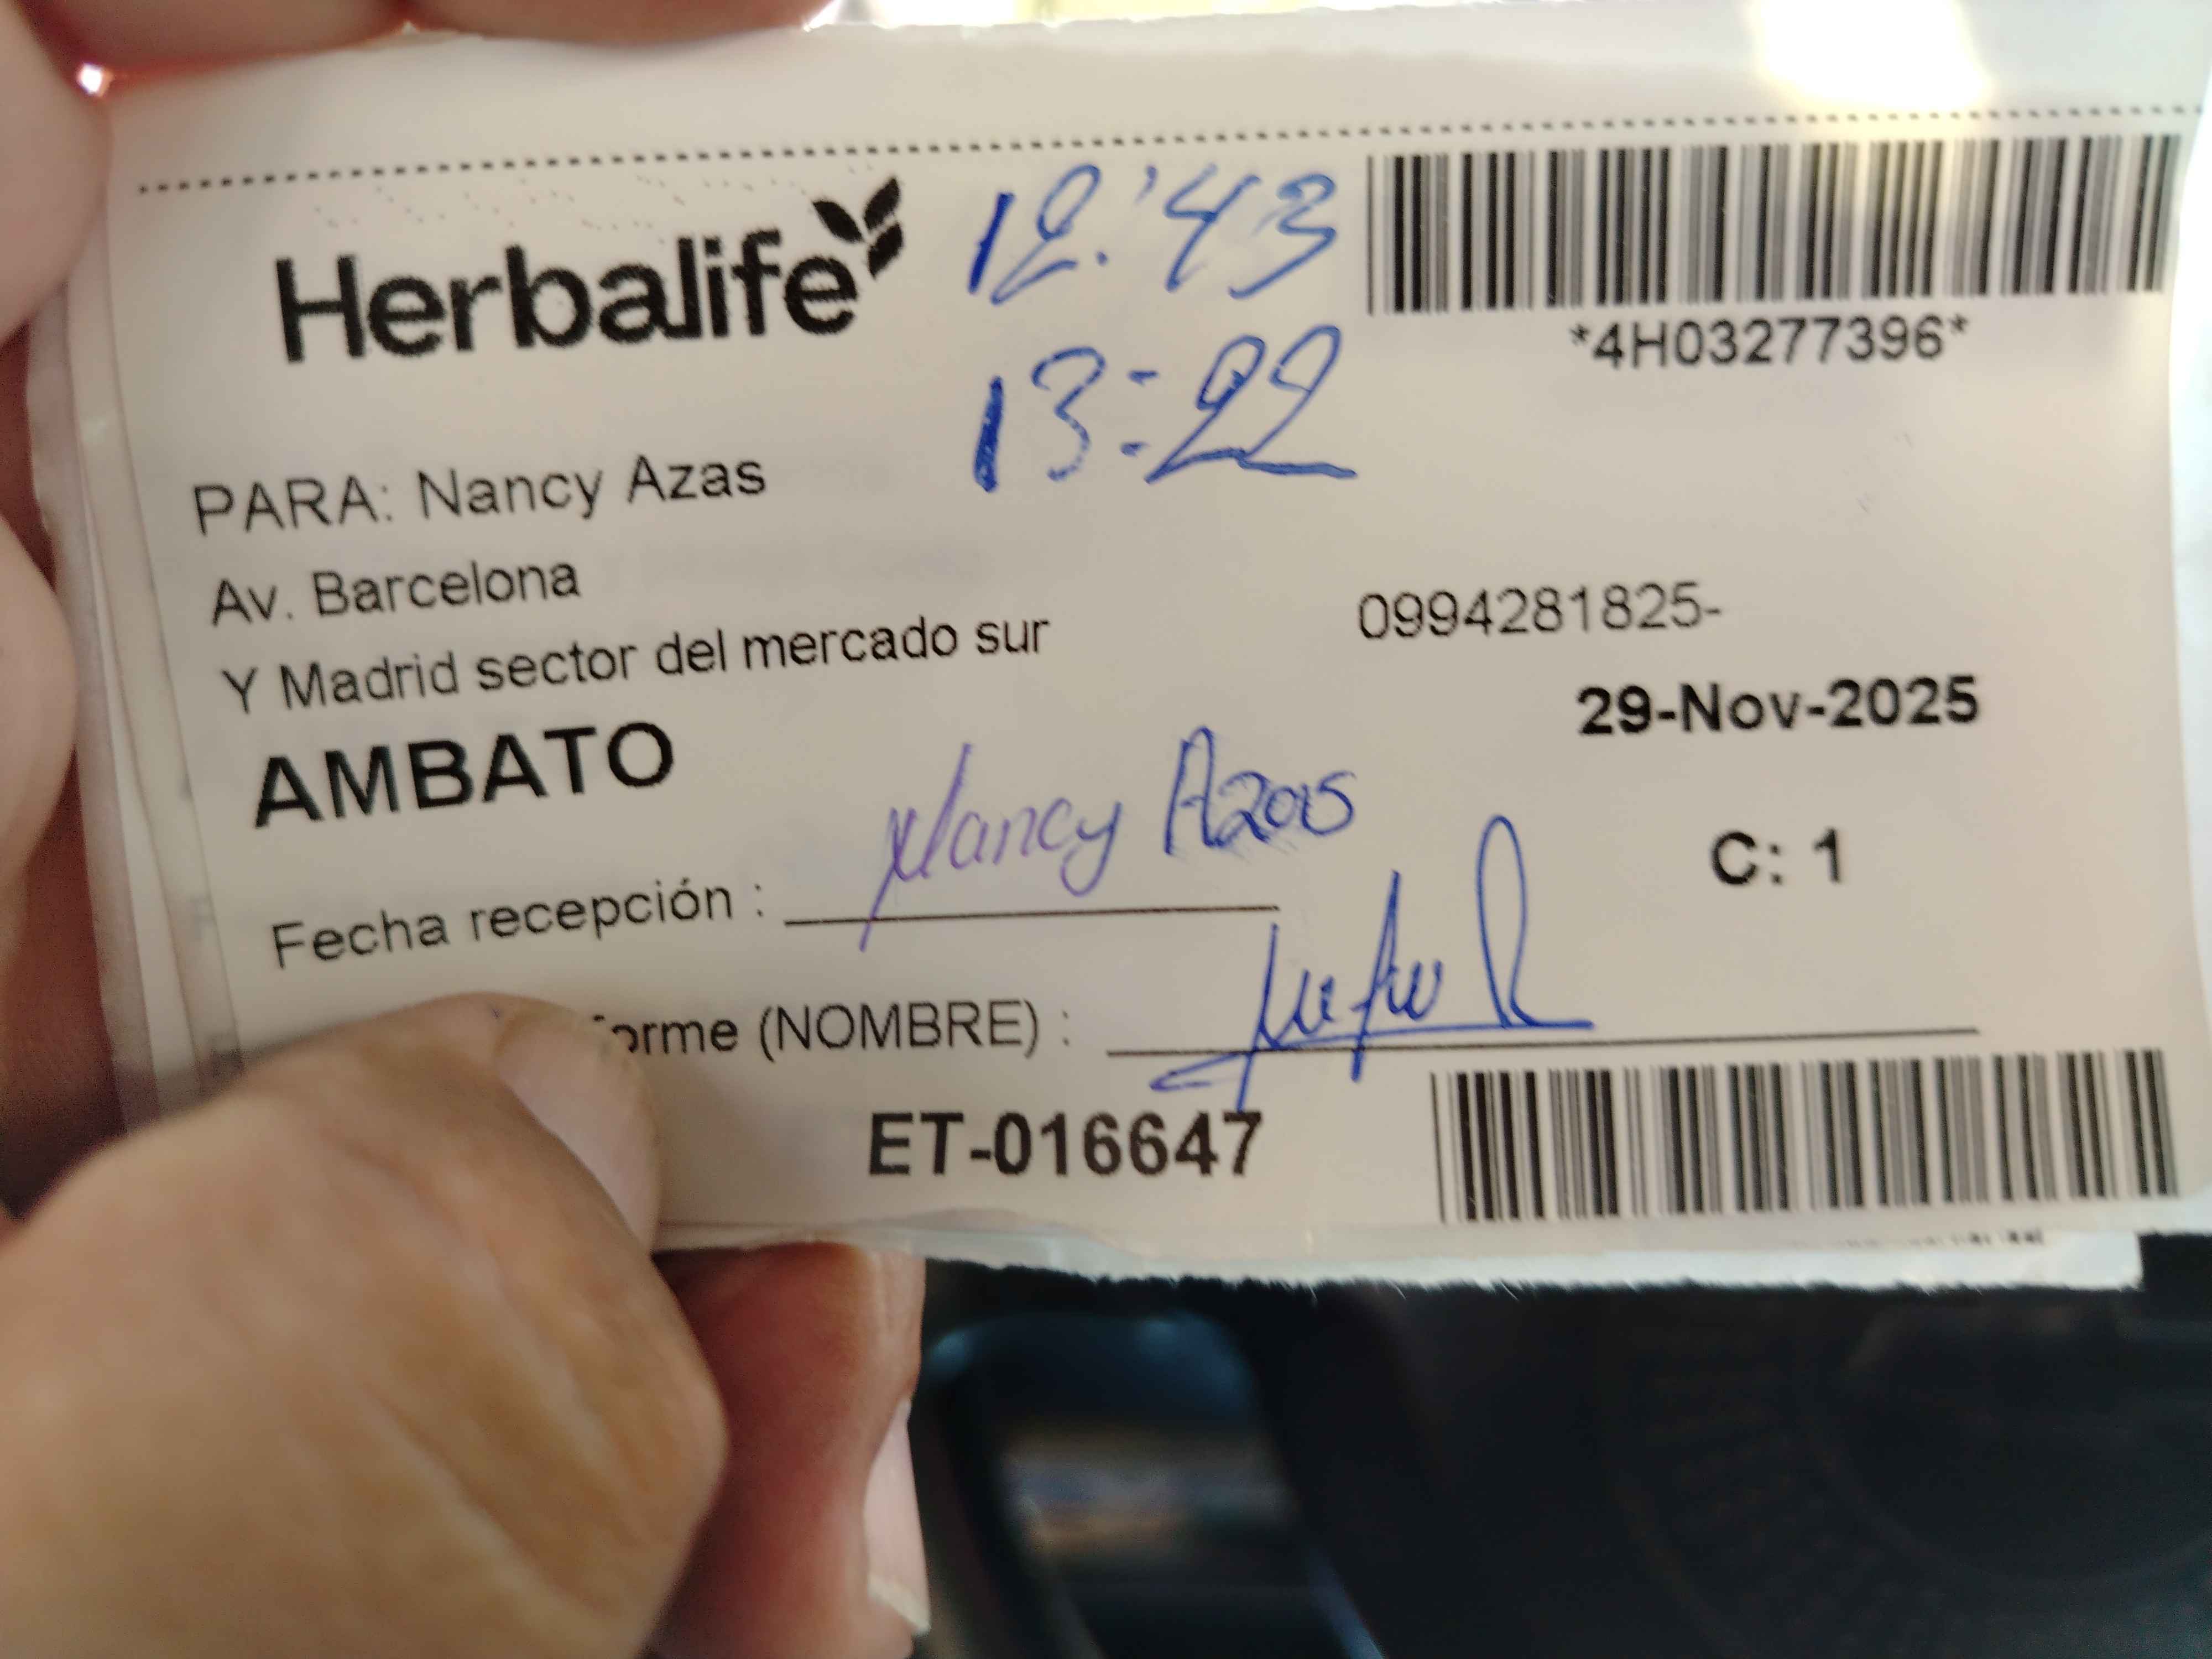 Herbalife
12:43
13:22
*4H03277396*
PARA: Nancy Azas
Av. Barcelona
Y Madrid sector del mercado sur
0994281825-
AMBATO
29-Nov-2025
Nancy Azas
C: 1
Fecha recepción :
forme (NOMBRE) :
ET-016647